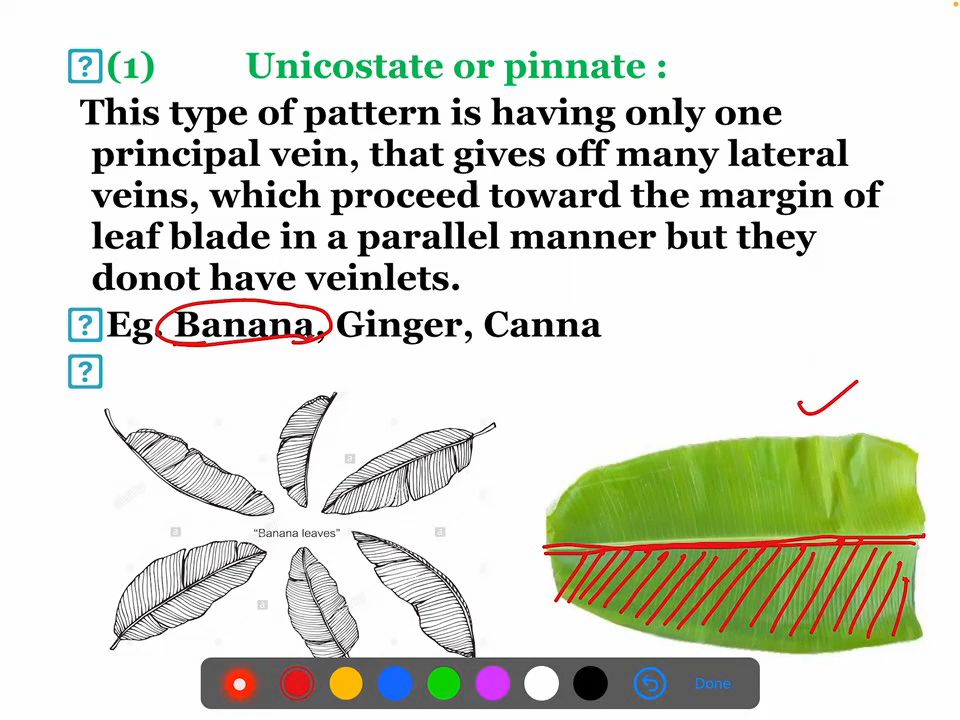 (1) Unicostate or pinnate :
This type of pattern is having only one
principal vein, that gives off many lateral
veins, which proceed toward the margin of
leaf blade in a parallel manner but they
donot have veinlets.
Eg. Banana, Ginger, Canna
"Banana leaves"
Done